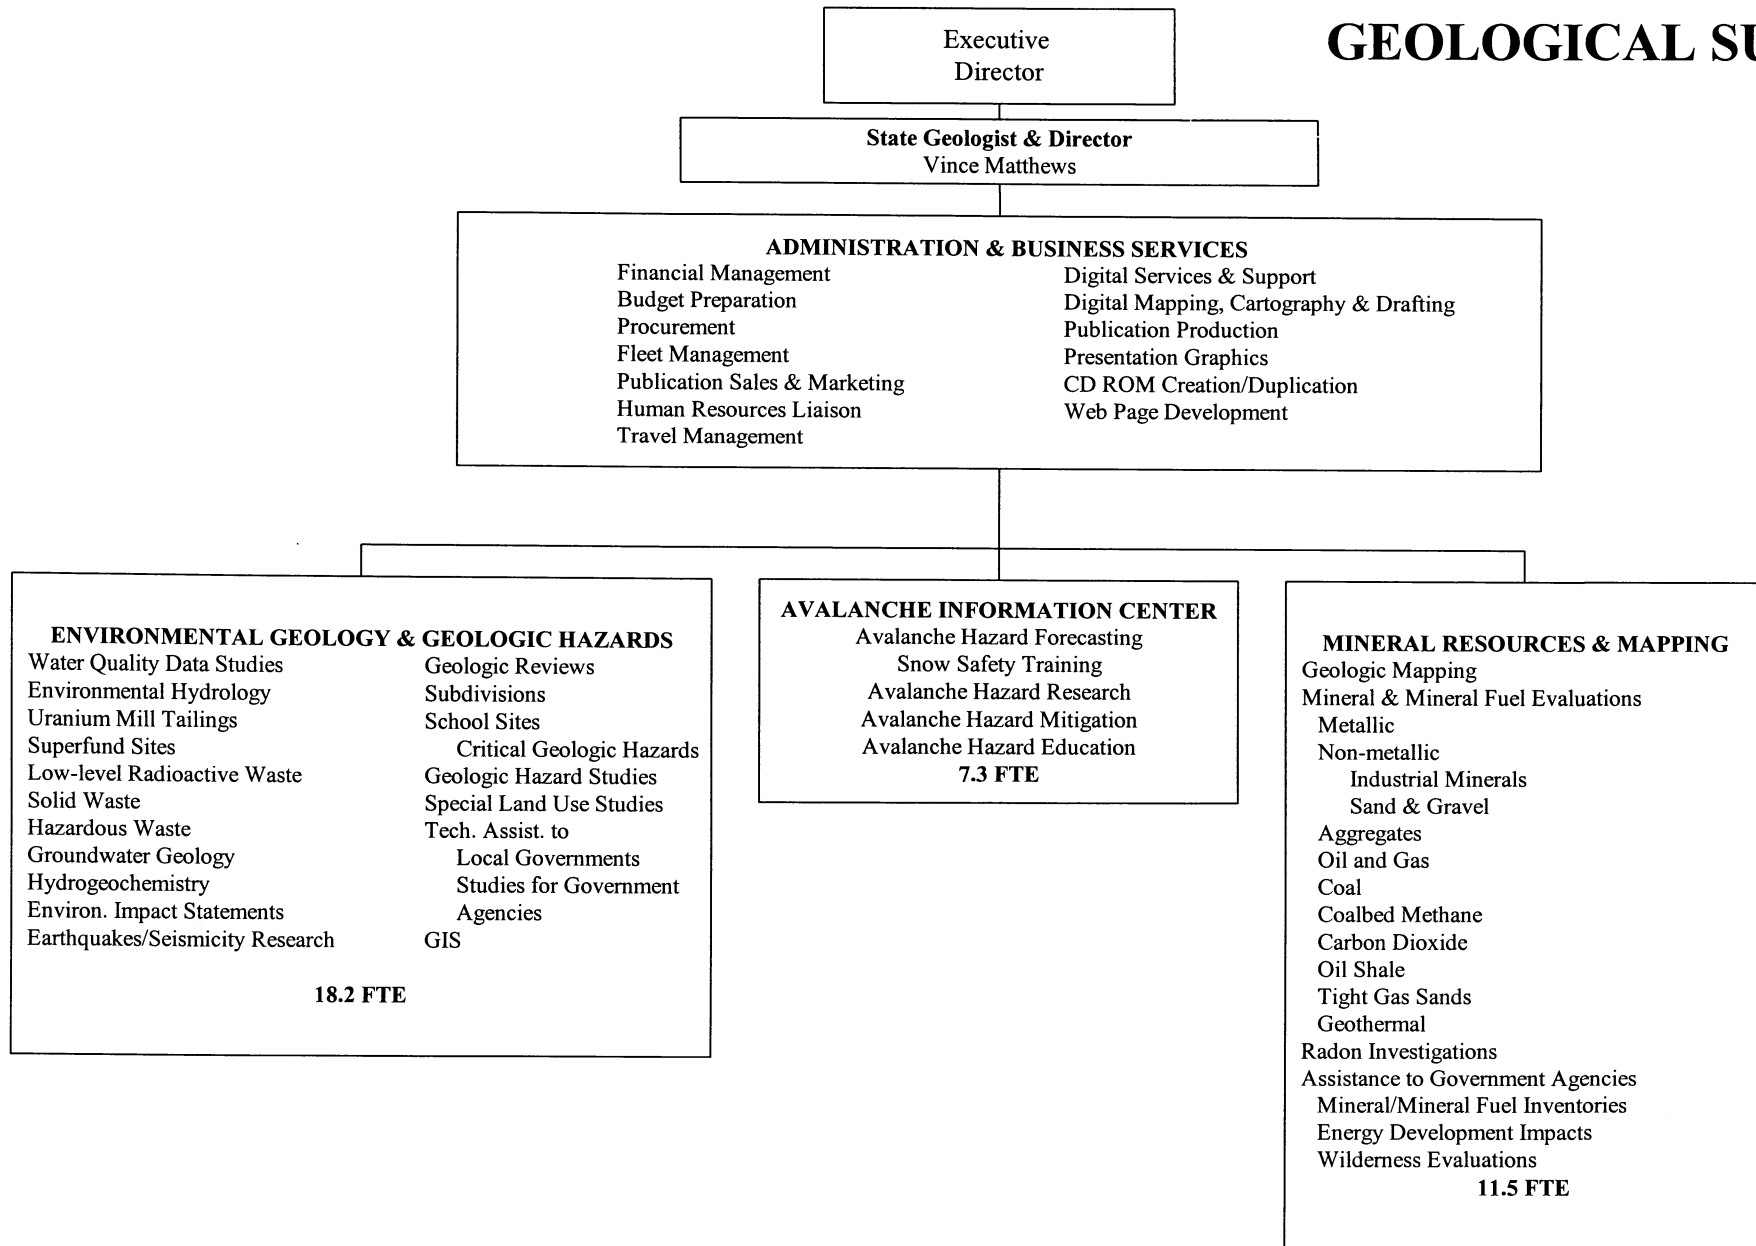 GEOLOGICAL
Executive
Director
State Geologist & Director
Vince Matthews
ADMINISTRATION & BUSINESS SERVICES
Financial Management
Budget Preparation
Procurement
Fleet Management
Publication Sales & Marketing
Human Resources Liaison
Travel Management
Digital Services & Support
Digital Mapping, Cartography & Drafting
Publication Production
Presentation Graphics
CD ROM Creation/Duplication
Web Page Development
ENVIRONMENTAL GEOLOGY & GEOLOGIC HAZARDS
Water Quality Data Studies
Environmental Hydrology
Uranium Mill Tailings
Superfund Sites
Low-level Radioactive Waste
Solid Waste
Hazardous Waste
Groundwater Geology
Hydrogeochemistry
Environ. Impact Statements
Earthquakes/Seismicity Research
Geologic Reviews
Subdivisions
School Sites
Critical Geologic Hazards
Geologic Hazard Studies
Special Land Use Studies
Tech. Assist. to
Local Governments
Studies for Government
Agencies
GIS
18.2 FTE
AVALANCHE INFORMATION CENTER
Avalanche Hazard Forecasting
Snow Safety Training
Avalanche Hazard Research
Avalanche Hazard Mitigation
Avalanche Hazard Education
7.3 FTE
MINERAL RESOURCES & MAPPING
Geologic Mapping
Mineral & Mineral Fuel Evaluations
Metallic
Non-metallic
Industrial Minerals
Sand & Gravel
Aggregates
Oil and Gas
Coal
Coalbed Methane
Carbon Dioxide
Oil Shale
Tight Gas Sands
Geothermal
Radon Investigations
Assistance to Government Agencies
Mineral/Mineral Fuel Inventories
Energy Development Impacts
Wilderness Evaluations
11.5 FTE